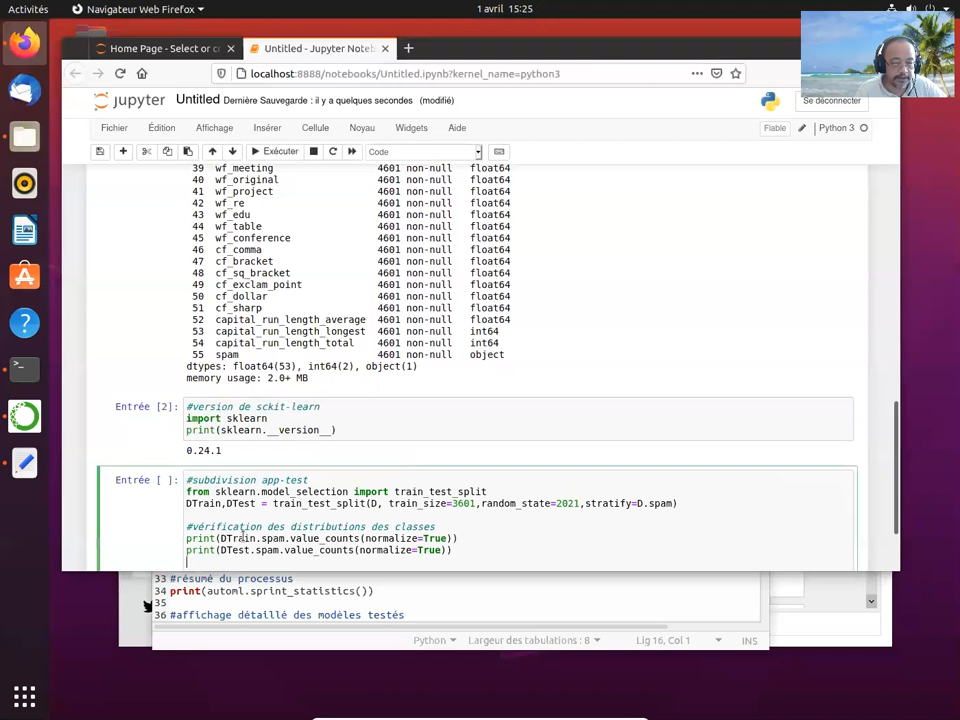 Activités
Navigateur Web Firefox
1 avril 15:25
Home Page - Select or c
Untitled - Jupyter Noteb
localhost:8888/notebooks/Untitled.ipynb?kernel_name=python3
jupyter
Untitled
Dernière Sauvegarde : il y a quelques secondes (modifié)
Se déconnecter
Fichier
Édition
Affichage
Insérer
Cellule
Noyau
Widgets
Aide
Fiable
Python 3
Exécuter
Code
39 wf_meeting 4601 non-null float64
40 wf_original 4601 non-null float64
41 wf_project 4601 non-null float64
42 wf_re 4601 non-null float64
43 wf_edu 4601 non-null float64
44 wf_table 4601 non-null float64
45 wf_conference 4601 non-null float64
46 cf_comma 4601 non-null float64
47 cf_bracket 4601 non-null float64
48 cf_sq_bracket 4601 non-null float64
49 cf_exclam_point 4601 non-null float64
50 cf_dollar 4601 non-null float64
51 cf_sharp 4601 non-null float64
52 capital_run_length_average 4601 non-null float64
53 capital_run_length_longest 4601 non-null int64
54 capital_run_length_total 4601 non-null int64
55 spam 4601 non-null object
dtypes: float64(53), int64(2), object(1)
memory usage: 2.0+ MB
Entrée [2]:
#version de sckit-learn
import sklearn
print(sklearn.__version__)
0.24.1
Entrée [ ]:
#subdivision app-test
from sklearn.model_selection import train_test_split
DTrain,DTest = train_test_split(D, train_size=3601,random_state=2021,stratify=D.spam)
#vérification des distributions des classes
print(DTrain.spam.value_counts(normalize=True))
print(DTest.spam.value_counts(normalize=True))
33 #résumé du processus
34 print(automl.sprint_statistics())
35
36 #affichage détaillé des modèles testés
Python
Largeur des tabulations : 8
Lig 16, Col 1
INS